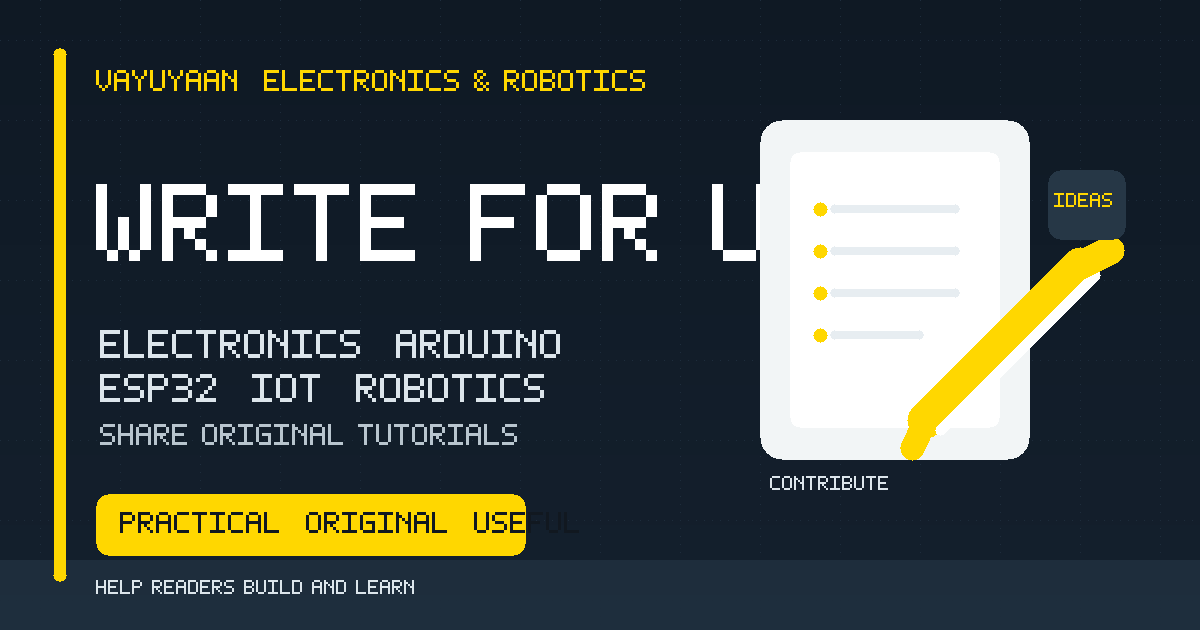 VAYUYAAN ELECTRONICS & ROBOTICS
WRITE FOR U
IDEAS
ELECTRONICS ARDUINO
ESP32 IOT ROBOTICS
SHARE ORIGINAL TUTORIALS
CONTRIBUTE
PRACTICAL ORIGINAL USEFUL
HELP READERS BUILD AND LEARN